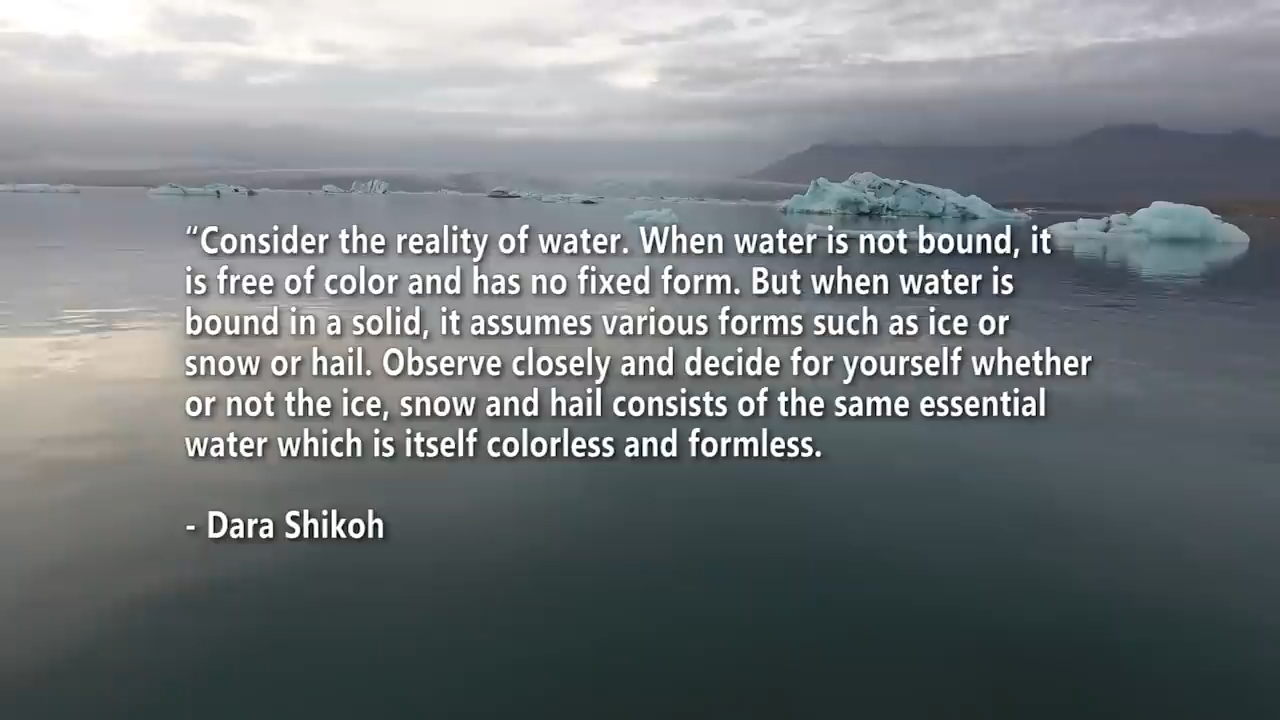 “Consider the reality of water. When water is not bound, it
is free of color and has no fixed form. But when water is
bound in a solid, it assumes various forms such as ice or
snow or hail. Observe closely and decide for yourself whether
or not the ice, snow and hail consists of the same essential
water which is itself colorless and formless.
- Dara Shikoh